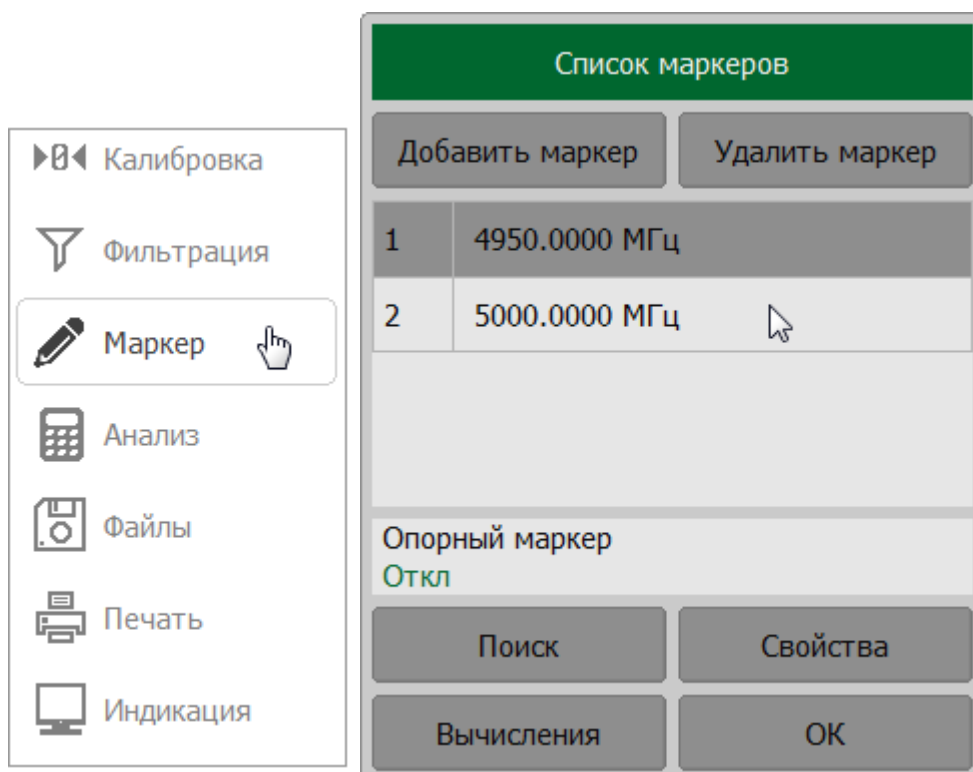 Калибровка
Фильтрация
Маркер
Анализ
Файлы
Печать
Индикация
Список маркеров
Добавить маркер
Удалить маркер
1 4950.0000 МГц
2 5000.0000 МГц
Опорный маркер
Откл
Поиск
Свойства
Вычисления
ОК